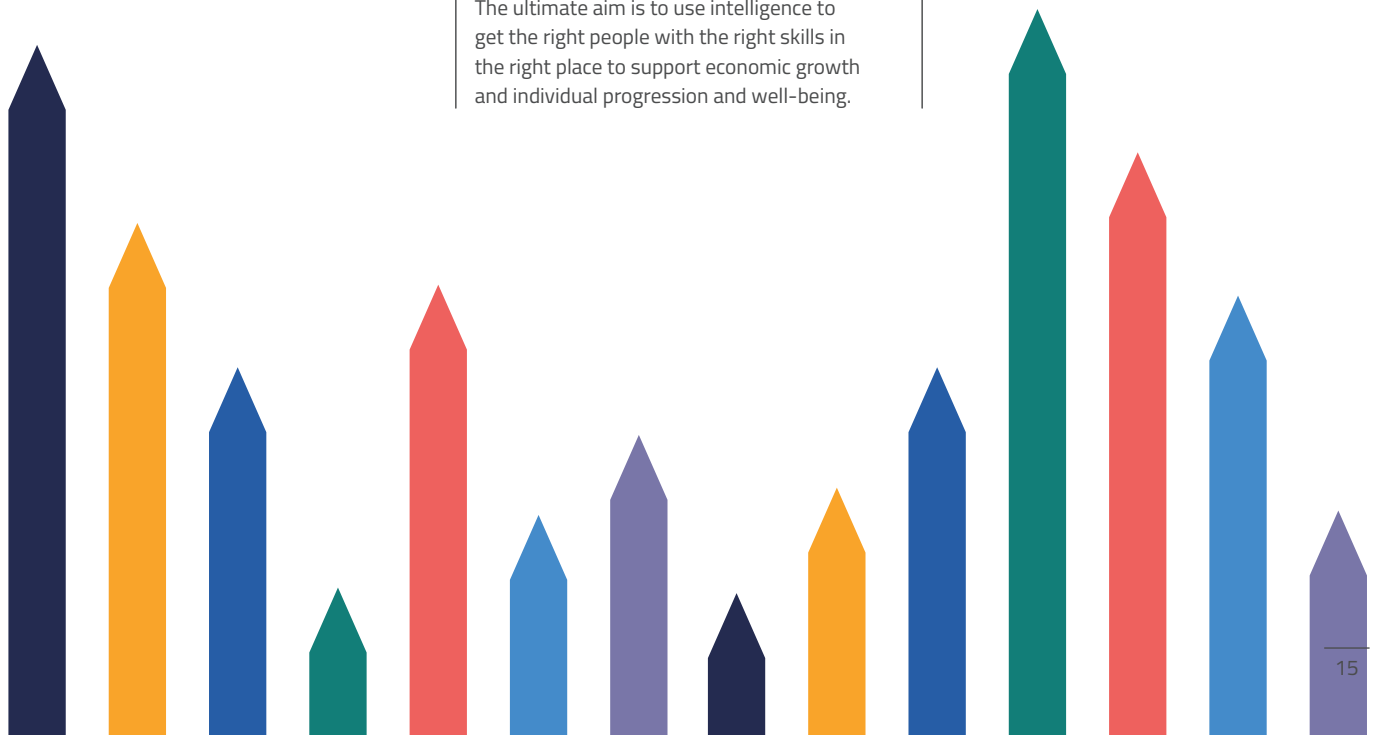 The ultimate aim is to use intelligence to
get the right people with the right skills in
the right place to support economic growth
and individual progression and well-being.
15